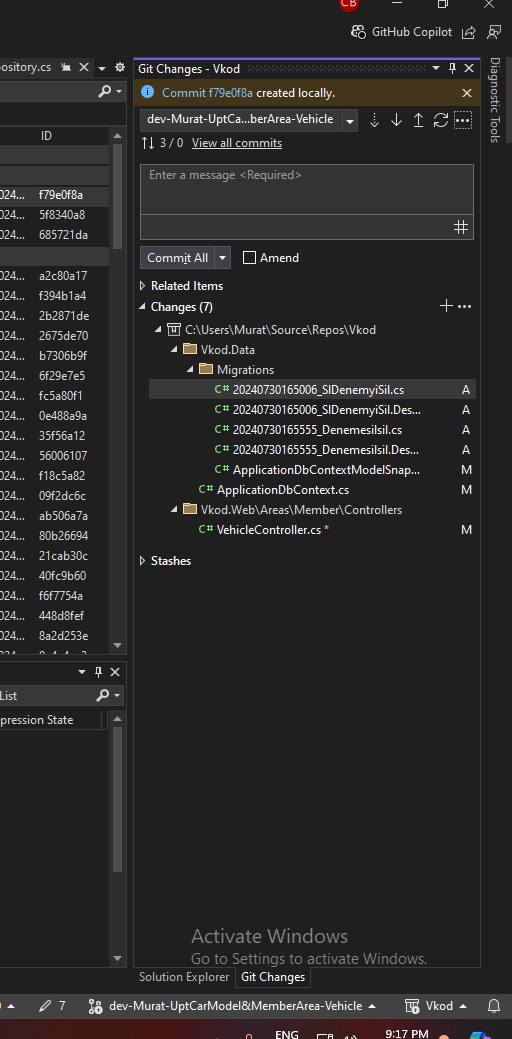 CB
GitHub Copilot
pository.cs
Git Changes - Vkod
Commit f79e0f8a created locally.
dev-Murat-UptCa...berArea-Vehicle
3 / 0 View all commits
Enter a message <Required>
Commit All
Amend
Related Items
Changes (7)
C:\Users\Murat\Source\Repos\Vkod
Vkod.Data
Migrations
C# 20240730165006_SIDenemyiSil.cs A
C# 20240730165006_SIDenemyiSil.Des... A
C# 20240730165555_Denemesilsil.cs A
C# 20240730165555_Denemesilsil.Des... A
C# ApplicationDbContextModelSnap... M
C# ApplicationDbContext.cs M
Vkod.Web\Areas\Member\Controllers
C# VehicleController.cs * M
Stashes
Diagnostic Tools
ID
024... f79e0f8a
024... 5f8340a8
024... 685721da
024... a2c80a17
024... f394b1a4
024... 2b2871de
024... 2675de70
024... b7306b9f
024... 6f29e7e5
024... fc5a80f1
024... 0e488a9a
024... 35f56a12
024... 56006107
024... f18c5a82
024... 09f2dc6c
024... ab506a7a
024... 80b26694
024... 21cab30c
024... 40fc9b60
024... f6f7754a
024... 448d8fef
024... 8a2d253e
List
pression State
Activate Windows
Go to Settings to activate Windows.
Solution Explorer Git Changes
7 dev-Murat-UptCarModel&MemberArea-Vehicle Vkod
ENG 9:17 PM